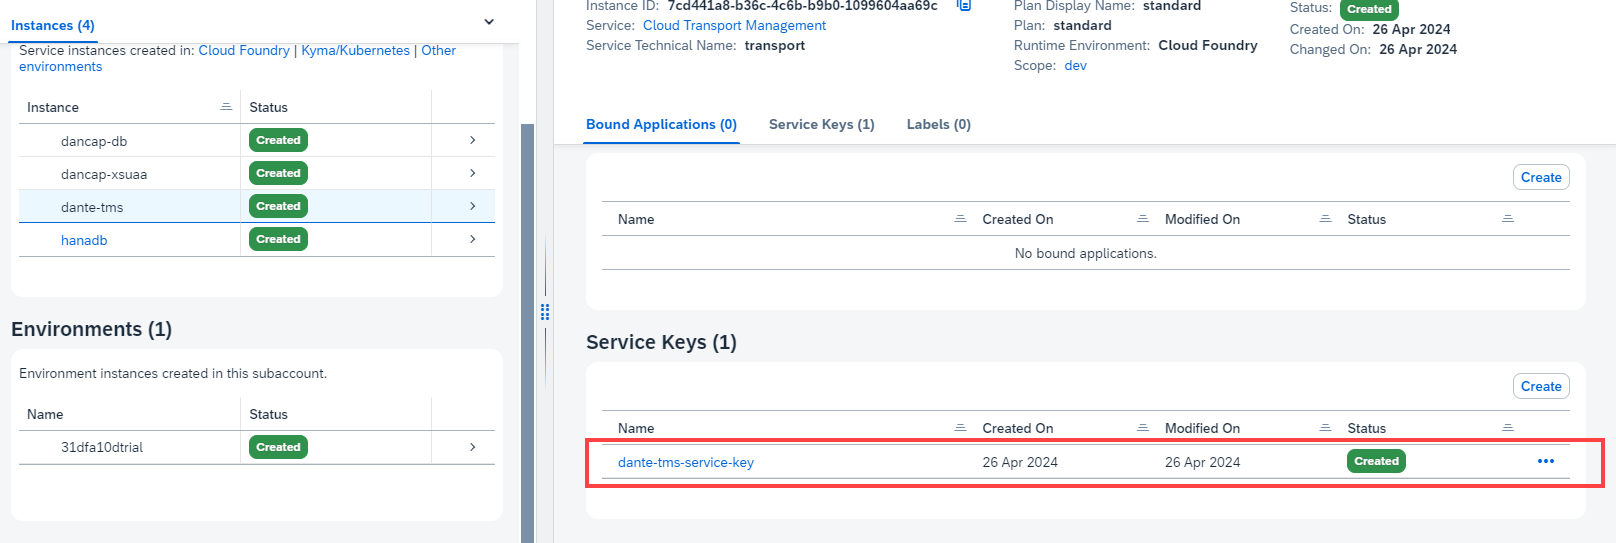 Instances (4)
Service instances created in: Cloud Foundry | Kyma/Kubernetes | Other
environments
Instance Status
dancap-db Created
dancap-xsuaa Created
dante-tms Created
hanadb Created
Environments (1)
Environment instances created in this subaccount.
Name Status
31dfa10dtrial Created
Instance ID: 7cd441a8-b36c-4c6b-b9b0-1099604aa69c
Service: Cloud Transport Management
Service Technical Name: transport
Plan Display Name: standard
Plan: standard
Runtime Environment: Cloud Foundry
Scope: dev
Status: Created
Created On: 26 Apr 2024
Changed On: 26 Apr 2024
Bound Applications (0) Service Keys (1) Labels (0)
Create
Name Created On Modified On Status
No bound applications.
Service Keys (1)
Create
Name Created On Modified On Status
dante-tms-service-key 26 Apr 2024 26 Apr 2024 Created